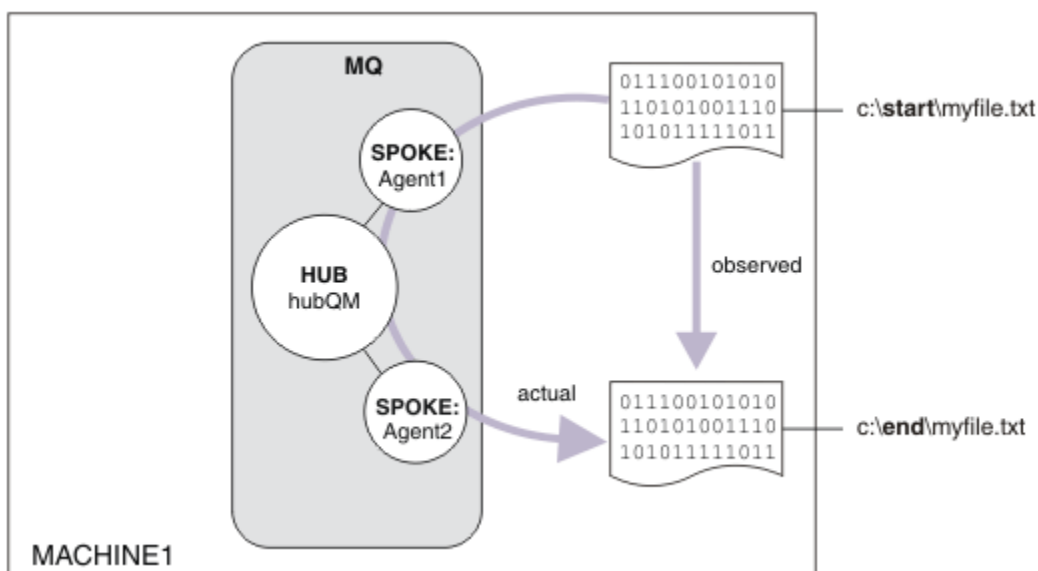 MQ
011100101010
110101001110
101011111011
c:\start\myfile.txt
SPOKE:
Agent1
HUB
hubQM
observed
SPOKE:
Agent2
actual
011100101010
110101001110
101011111011
c:\end\myfile.txt
MACHINE1